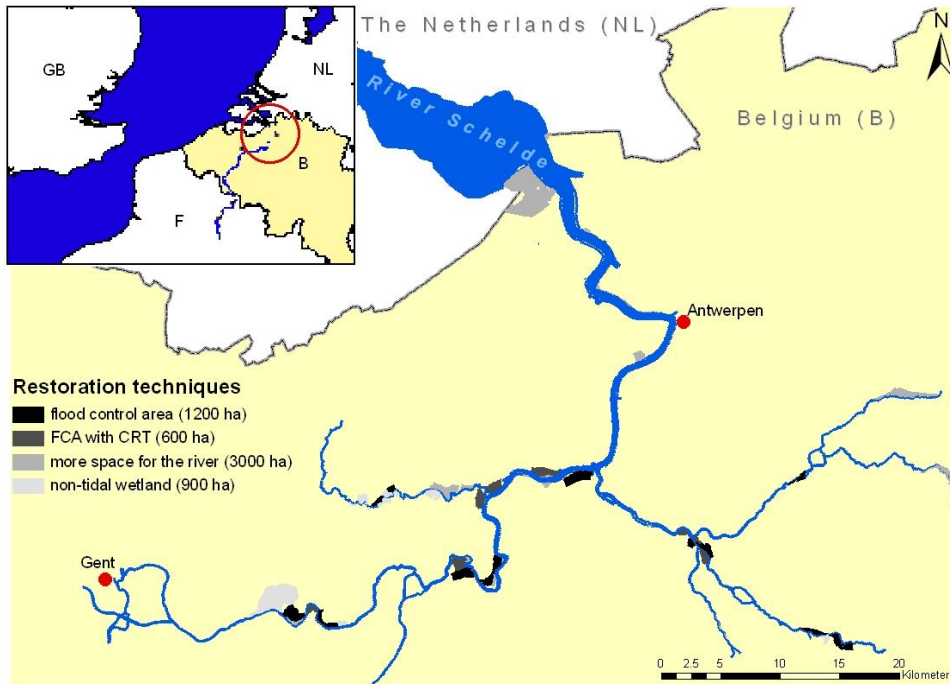 The Netherlands (NL)
N
GB
NL
River Schelde
Belgium (B)
B
F
Antwerpen
Restoration techniques
flood control area (1200 ha)
FCA with CRT (600 ha)
more space for the river (3000 ha)
non-tidal wetland (900 ha)
Gent
0 2.5 5 10 15 20
Kilometer